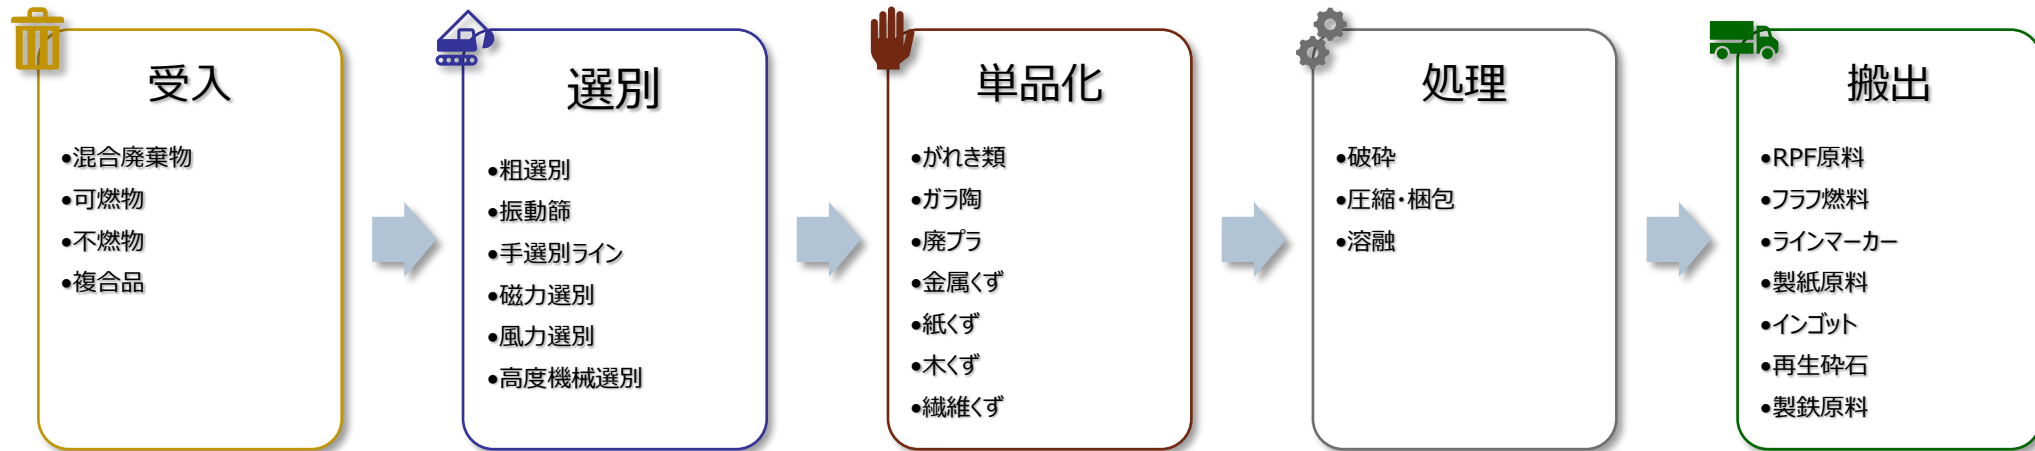 受入
•混合廃棄物
•可燃物
•不燃物
•複合品
選別
•粗選別
•振動篩
•手選別ライン
•磁力選別
•風力選別
•高度機械選別
単品化
•がれき類
•ガラ陶
•廃プラ
•金属くず
•紙くず
•木くず
•繊維くず
処理
•破砕
•圧縮・梱包
•溶融
搬出
•RPF原料
•フラフ燃料
•ラインマーカー
•製紙原料
•インゴット
•再生砕石
•製鉄原料